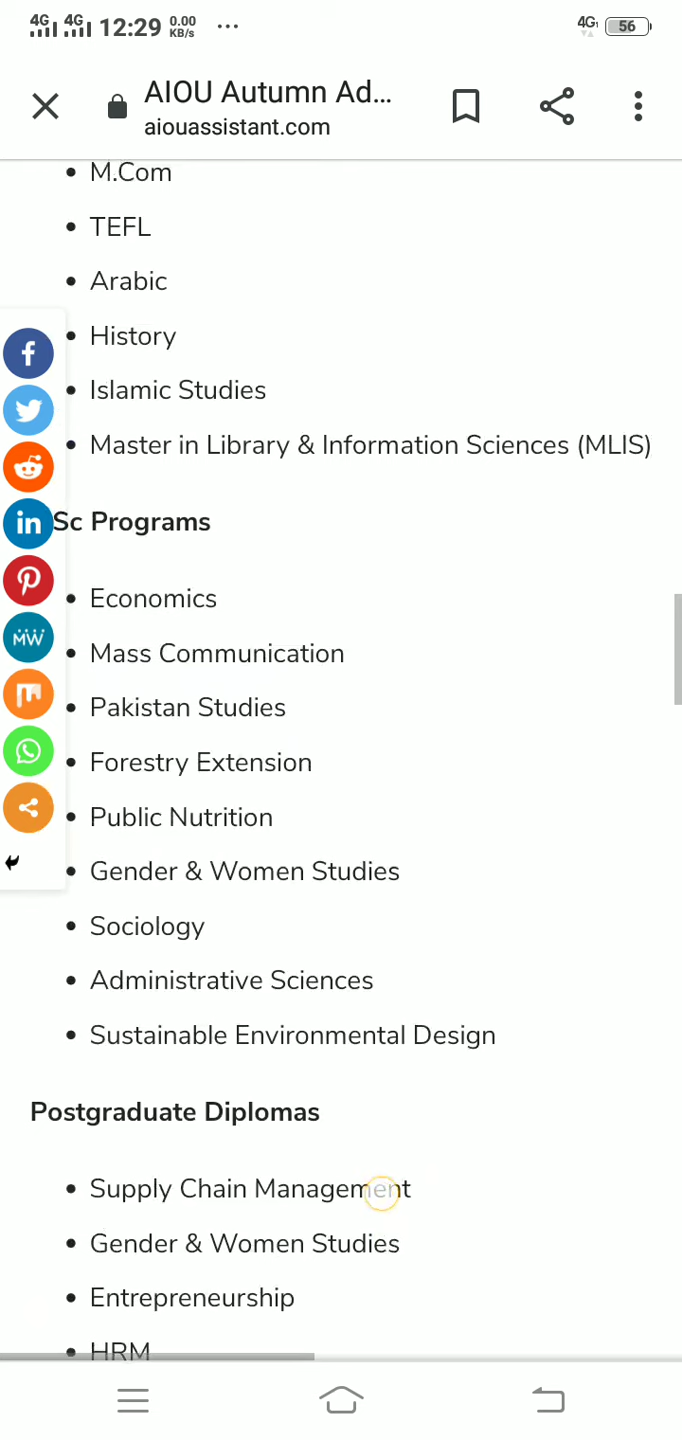 4G 4G 12:29 0.00 KB/s ... 4G 56
AIOU Autumn Ad...
aiouassistant.com
M.Com
TEFL
Arabic
History
Islamic Studies
Master in Library & Information Sciences (MLIS)
Sc Programs
Economics
Mass Communication
Pakistan Studies
Forestry Extension
Public Nutrition
Gender & Women Studies
Sociology
Administrative Sciences
Sustainable Environmental Design
Postgraduate Diplomas
Supply Chain Management
Gender & Women Studies
Entrepreneurship
HRM